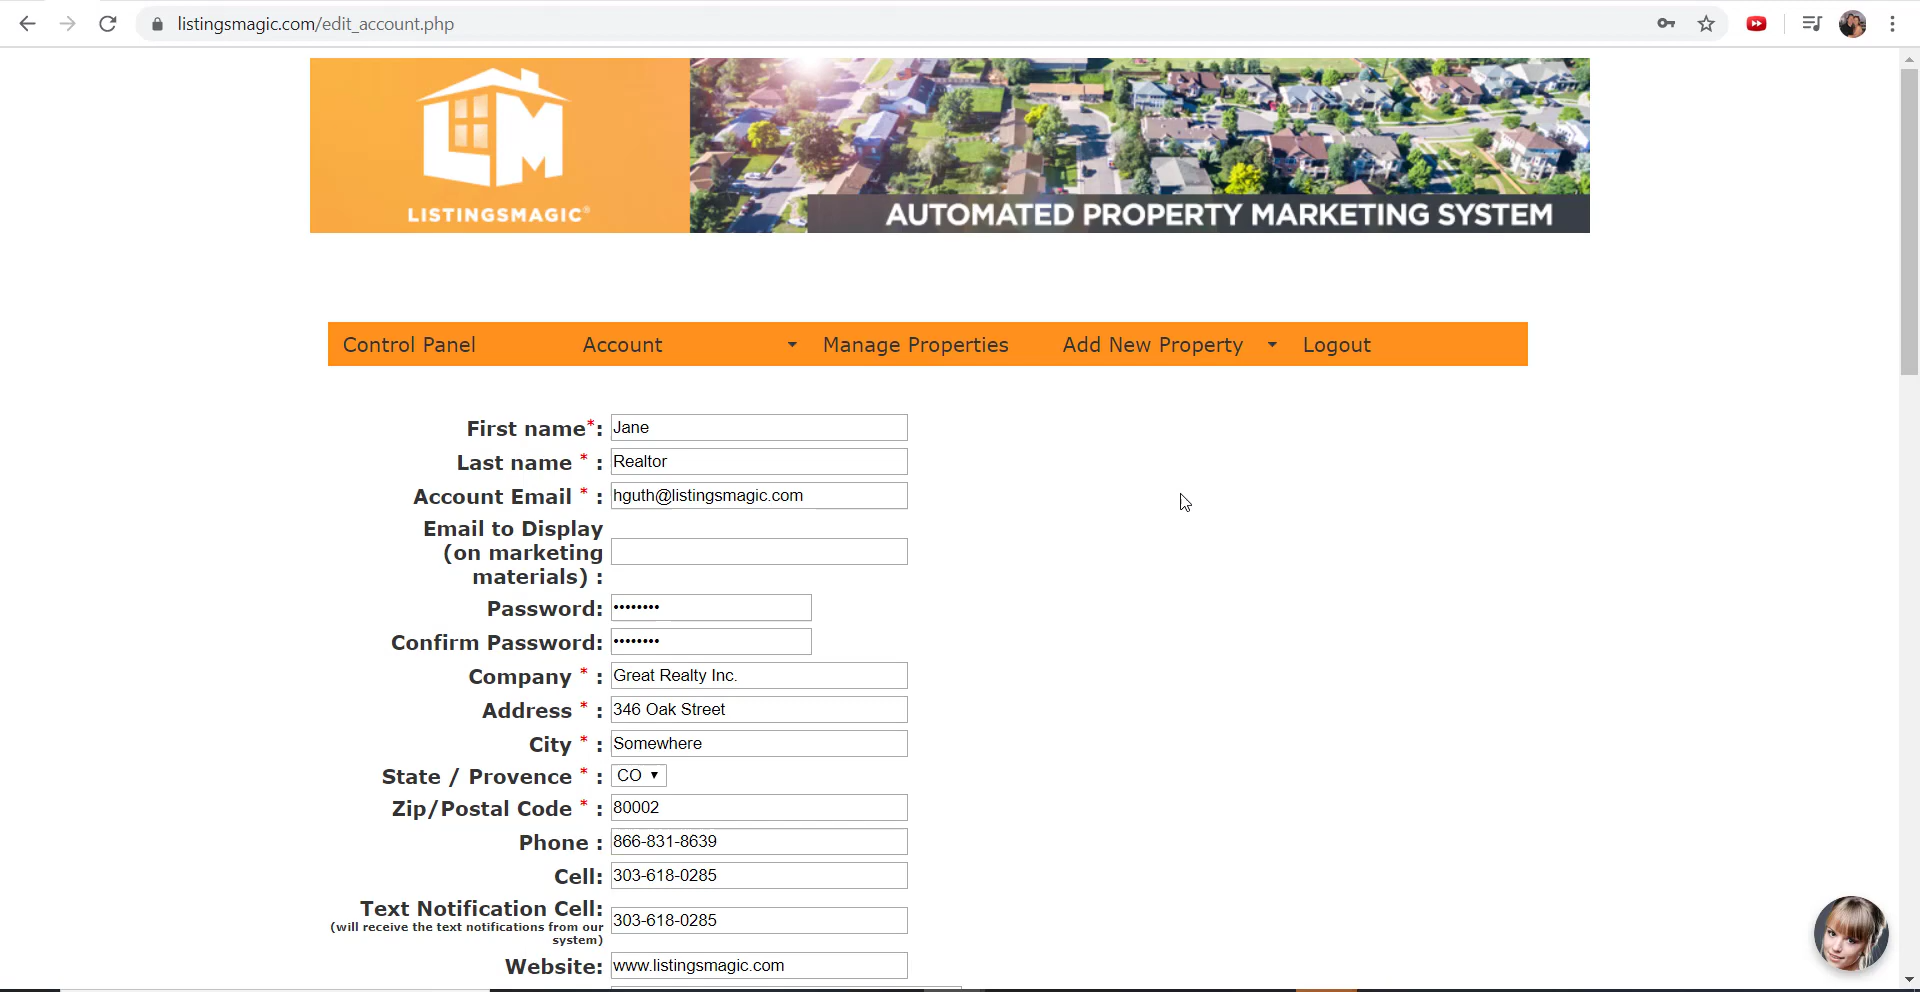 listingsmagic.com/edit_account.php
LM
LISTINGSMAGIC®
AUTOMATED PROPERTY MARKETING SYSTEM
Control Panel Account Manage Properties Add New Property Logout
First name*: Jane
Last name * : Realtor
Account Email * : hguth@listingsmagic.com
Email to Display
(on marketing
materials) :
Password: ••••••••
Confirm Password: ••••••••
Company * : Great Realty Inc.
Address * : 346 Oak Street
City * : Somewhere
State / Provence * : CO
Zip/Postal Code * : 80002
Phone : 866-831-8639
Cell: 303-618-0285
Text Notification Cell: 303-618-0285
(will receive the text notifications from our
system)
Website: www.listingsmagic.com